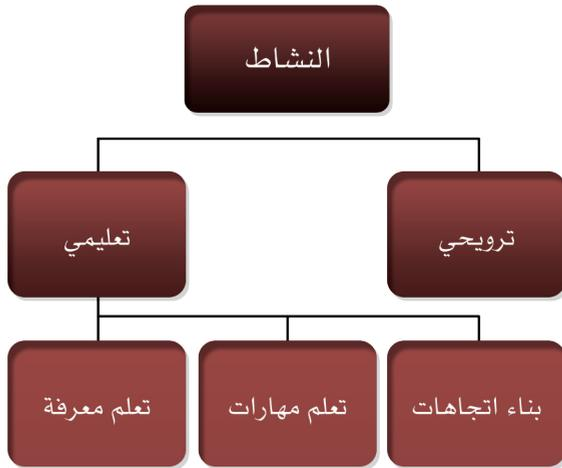 النشاط
ترويحي
تعليمي
بناء اتجاهات
تعلم مهارات
تعلم معرفة